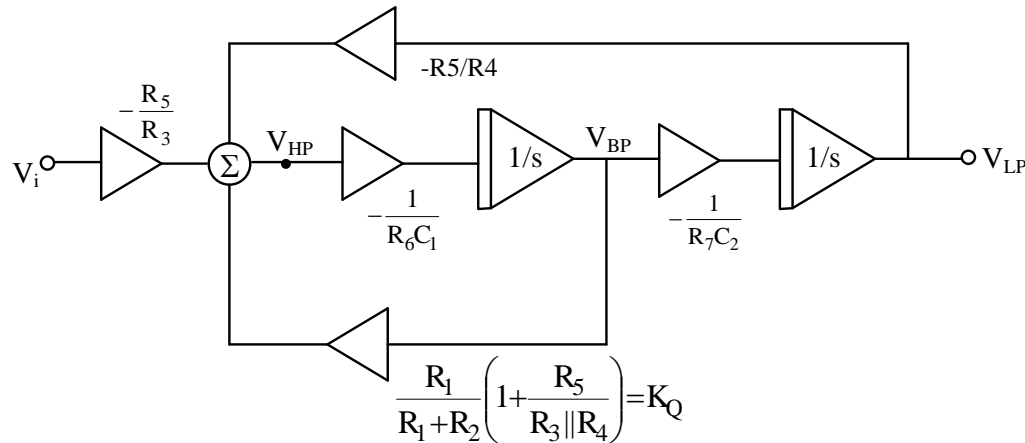 -R5/R4
−R₅/R₃
Vᵢ
Σ
V_HP
1/s
V_BP
1/s
V_LP
−1/(R₆C₁)
−1/(R₇C₂)
R₁/(R₁+R₂)(1+R₅/(R₃||R₄))=K_Q